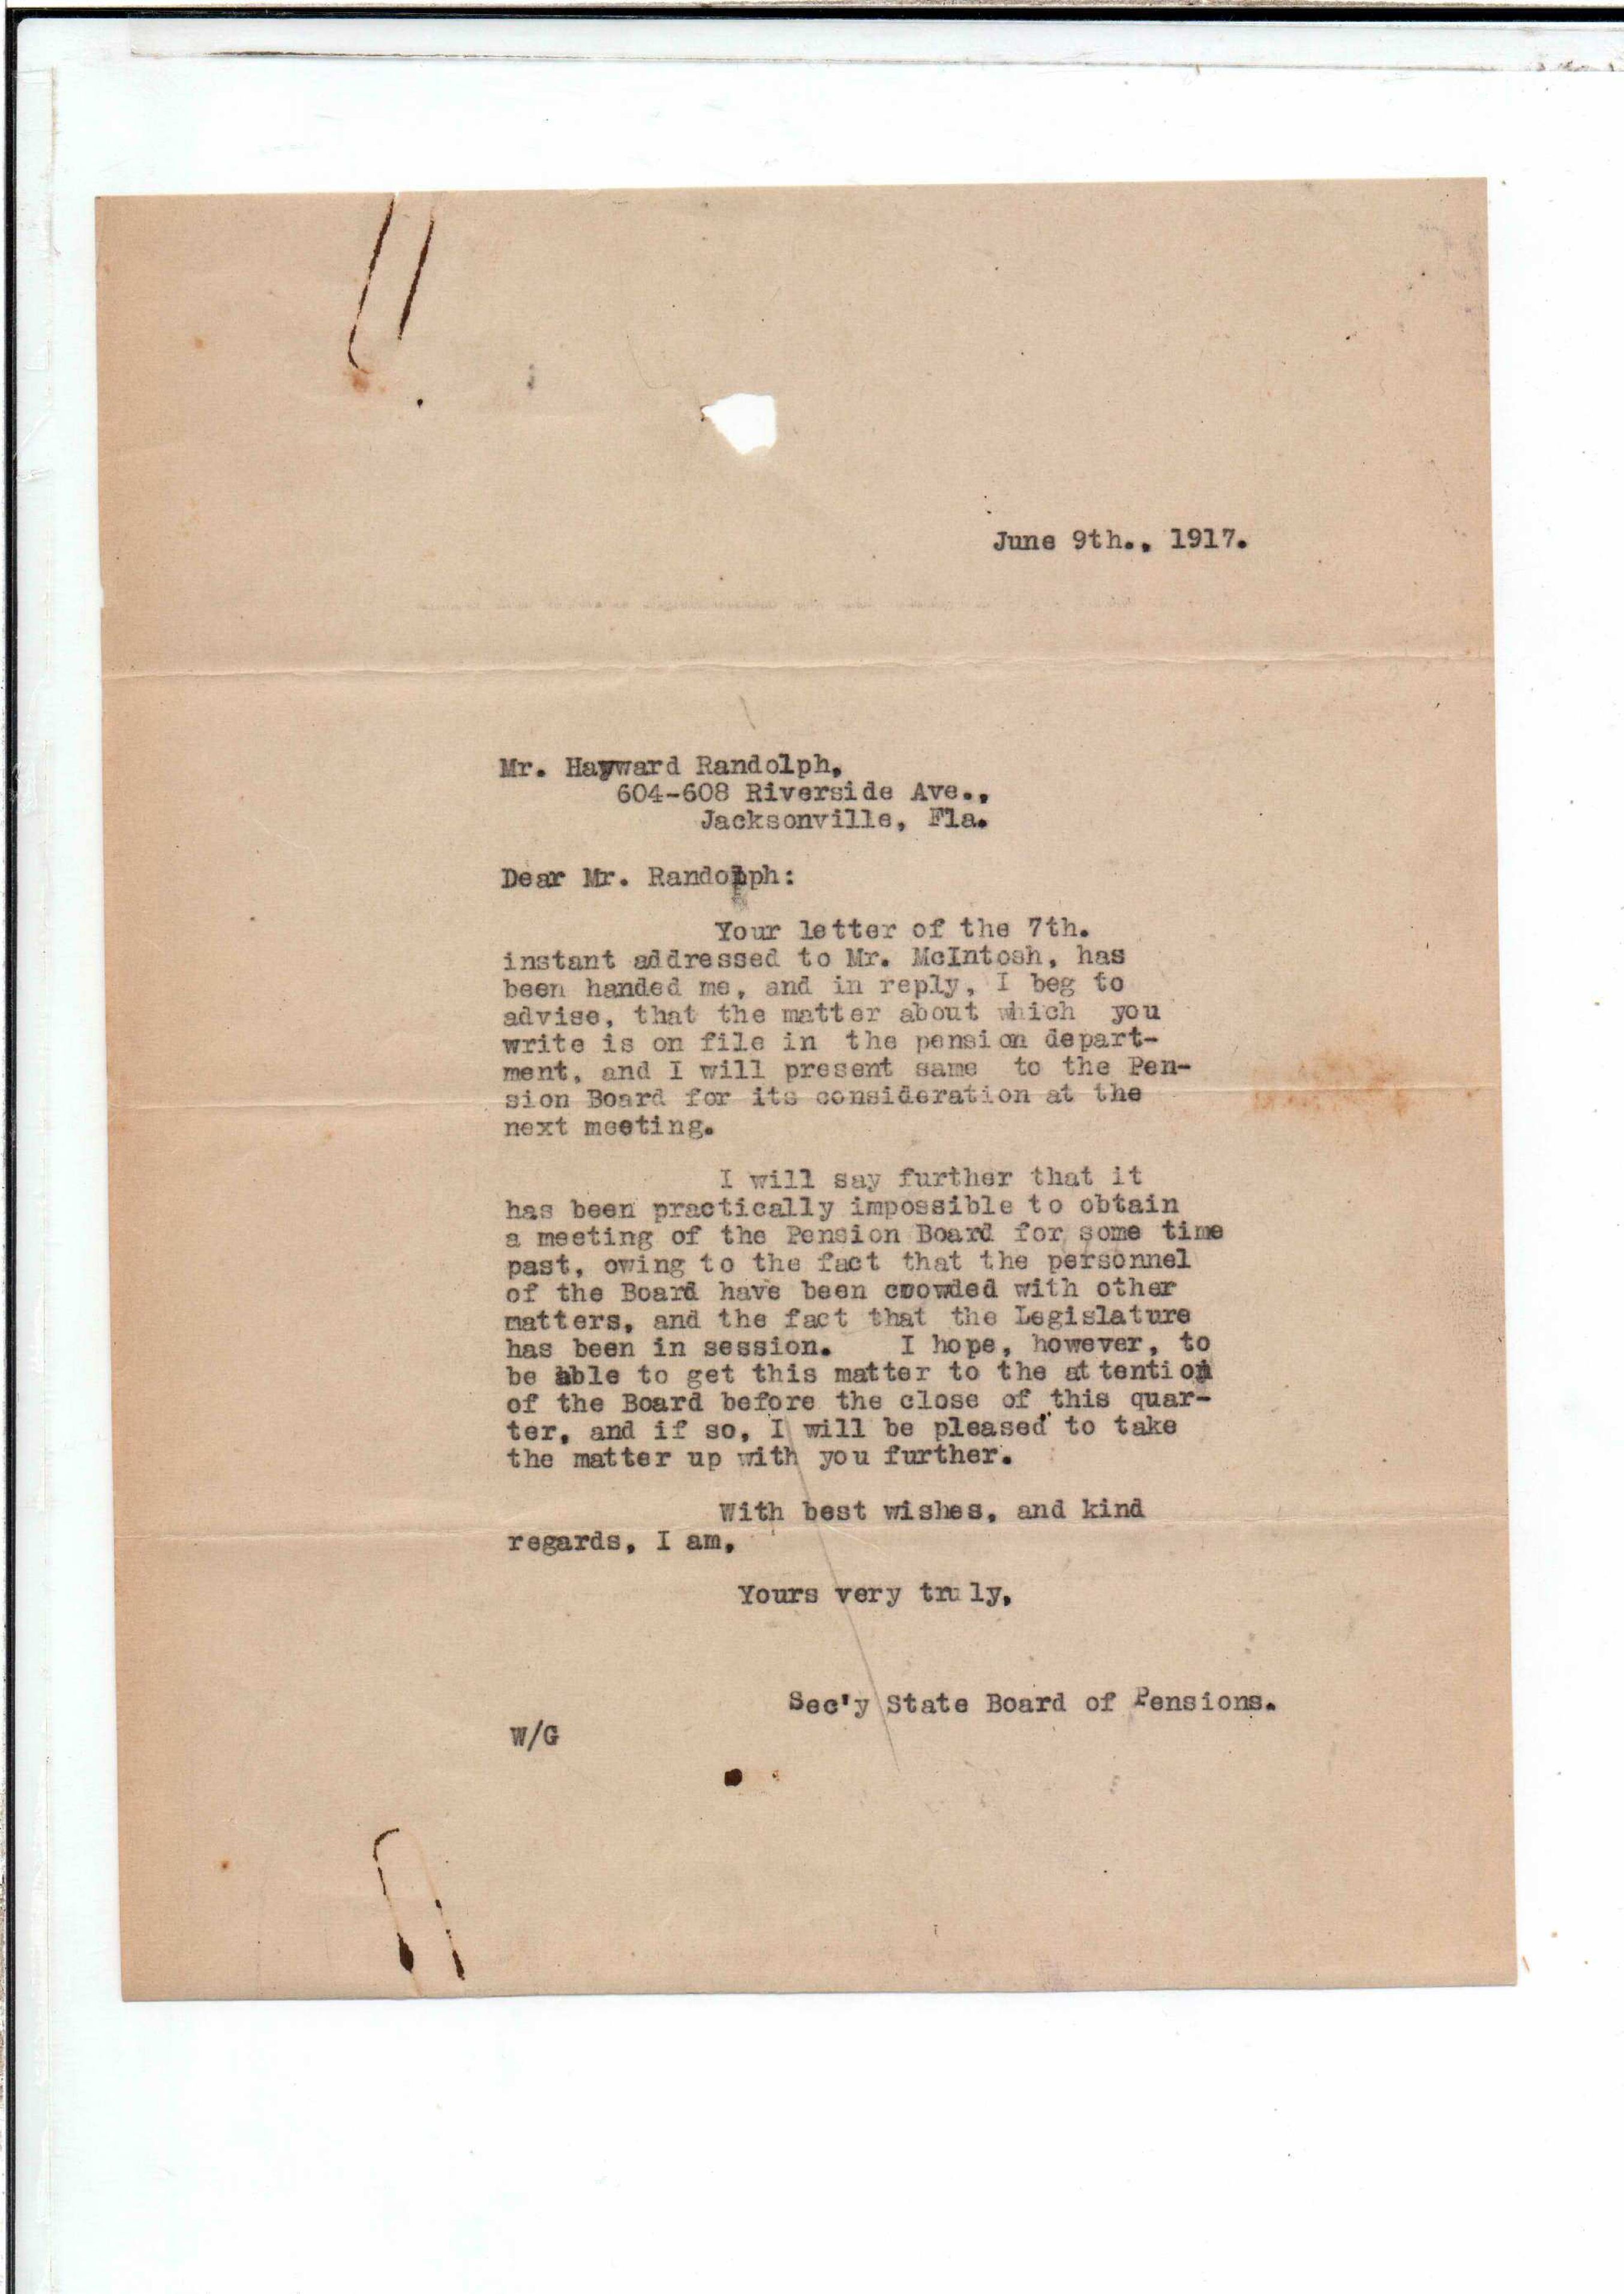 June 9th., 1917.
Mr. Hayward Randolph,
604-608 Riverside Ave.,
Jacksonville, Fla.
Dear Mr. Randolph:
Your letter of the 7th.
instant addressed to Mr. McIntosh, has
been handed me, and in reply, I beg to
advise, that the matter about which you
write is on file in the pension depart-
ment, and I will present same to the Pen-
sion Board for its consideration at the
next meeting.
I will say further that it
has been practically impossible to obtain
a meeting of the Pension Board for some time
past, owing to the fact that the personnel
of the Board have been crowded with other
matters, and the fact that the Legislature
has been in session. I hope, however, to
be able to get this matter to the attention
of the Board before the close of this quar-
ter, and if so, I will be pleased to take
the matter up with you further.
With best wishes, and kind
regards, I am,
Yours very truly,
Sec'y State Board of Pensions.
W/G